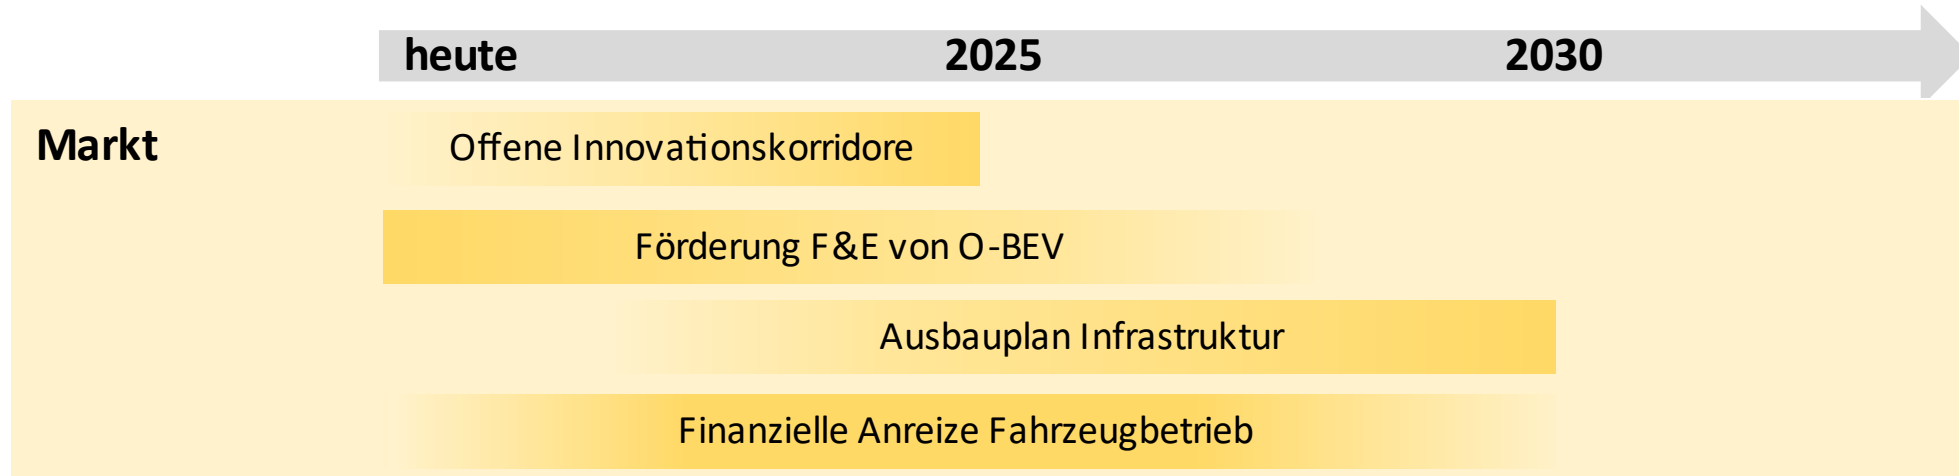 heute 2025 2030
Markt
Offene Innovationskorridore
Förderung F&E von O-BEV
Ausbauplan Infrastruktur
Finanzielle Anreize Fahrzeugbetrieb